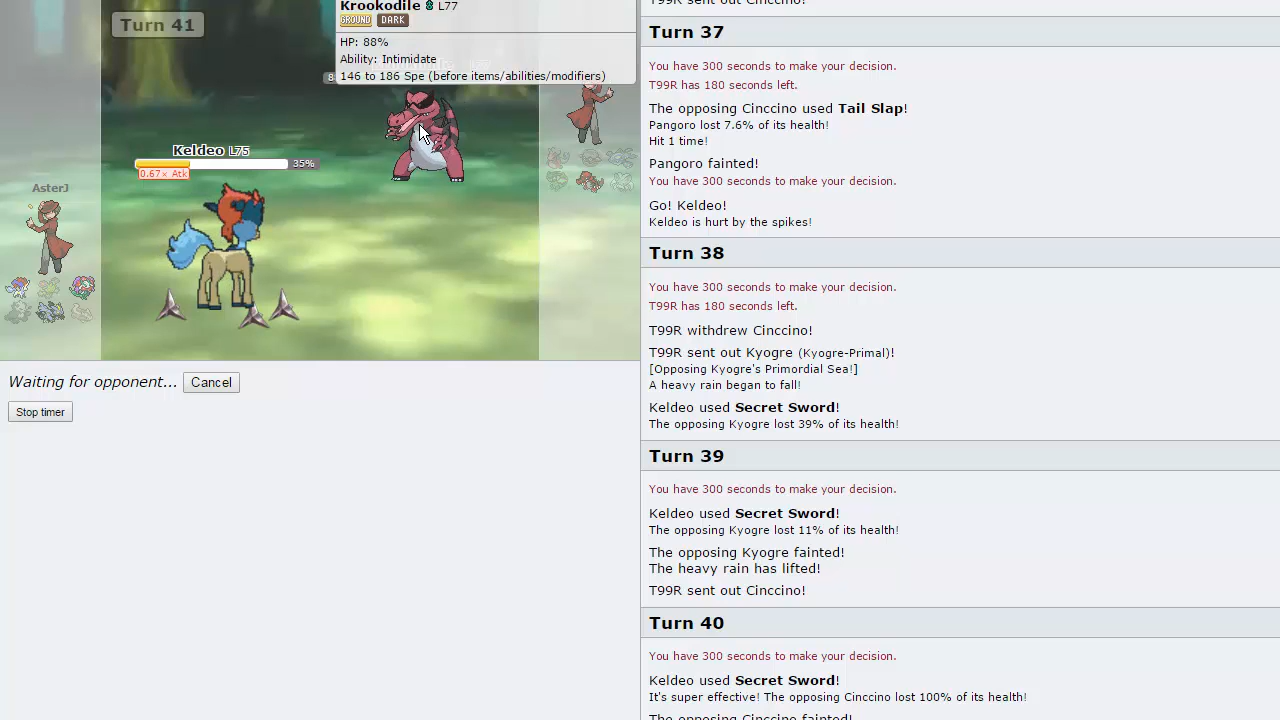 Turn 41
Krookodile L77
GROUND DARK
HP: 88%
Ability: Intimidate
146 to 186 Spe (before items/abilities/modifiers)
8
Keldeo L75
35%
0.67× Atk
AsterJ
Waiting for opponent... Cancel
Stop timer
T99R sent out Cinccino!
Turn 37
You have 300 seconds to make your decision.
T99R has 180 seconds left.
The opposing Cinccino used Tail Slap!
Pangoro lost 7.6% of its health!
Hit 1 time!
Pangoro fainted!
You have 300 seconds to make your decision.
Go! Keldeo!
Keldeo is hurt by the spikes!
Turn 38
You have 300 seconds to make your decision.
T99R has 180 seconds left.
T99R withdrew Cinccino!
T99R sent out Kyogre (Kyogre-Primal)!
[Opposing Kyogre's Primordial Sea!]
A heavy rain began to fall!
Keldeo used Secret Sword!
The opposing Kyogre lost 39% of its health!
Turn 39
You have 300 seconds to make your decision.
Keldeo used Secret Sword!
The opposing Kyogre lost 11% of its health!
The opposing Kyogre fainted!
The heavy rain has lifted!
T99R sent out Cinccino!
Turn 40
You have 300 seconds to make your decision.
Keldeo used Secret Sword!
It's super effective! The opposing Cinccino lost 100% of its health!
The opposing Cinccino fainted!